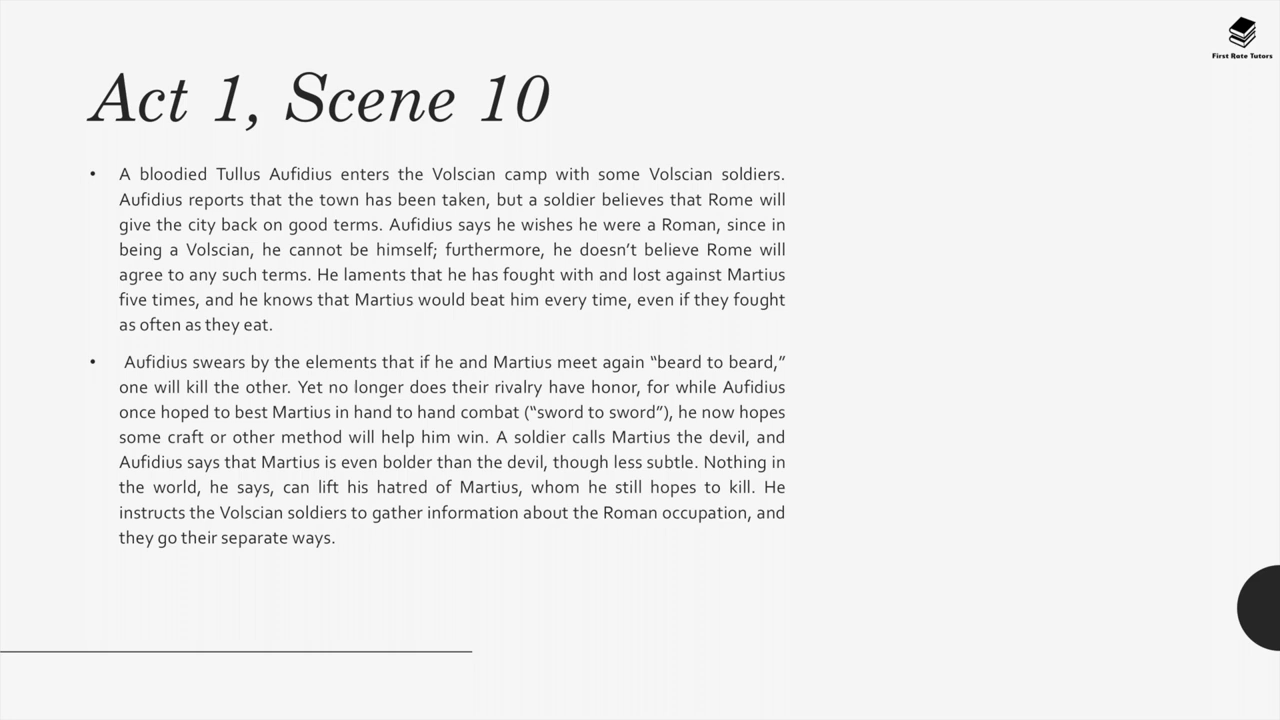 First Rate Tutors
Act 1, Scene 10
• A bloodied Tullus Aufidius enters the Volscian camp with some Volscian soldiers.
Aufidius reports that the town has been taken, but a soldier believes that Rome will
give the city back on good terms. Aufidius says he wishes he were a Roman, since in
being a Volscian, he cannot be himself; furthermore, he doesn’t believe Rome will
agree to any such terms. He laments that he has fought with and lost against Martius
five times, and he knows that Martius would beat him every time, even if they fought
as often as they eat.
• Aufidius swears by the elements that if he and Martius meet again “beard to beard,”
one will kill the other. Yet no longer does their rivalry have honor, for while Aufidius
once hoped to best Martius in hand to hand combat (“sword to sword”), he now hopes
some craft or other method will help him win. A soldier calls Martius the devil, and
Aufidius says that Martius is even bolder than the devil, though less subtle. Nothing in
the world, he says, can lift his hatred of Martius, whom he still hopes to kill. He
instructs the Volscian soldiers to gather information about the Roman occupation, and
they go their separate ways.